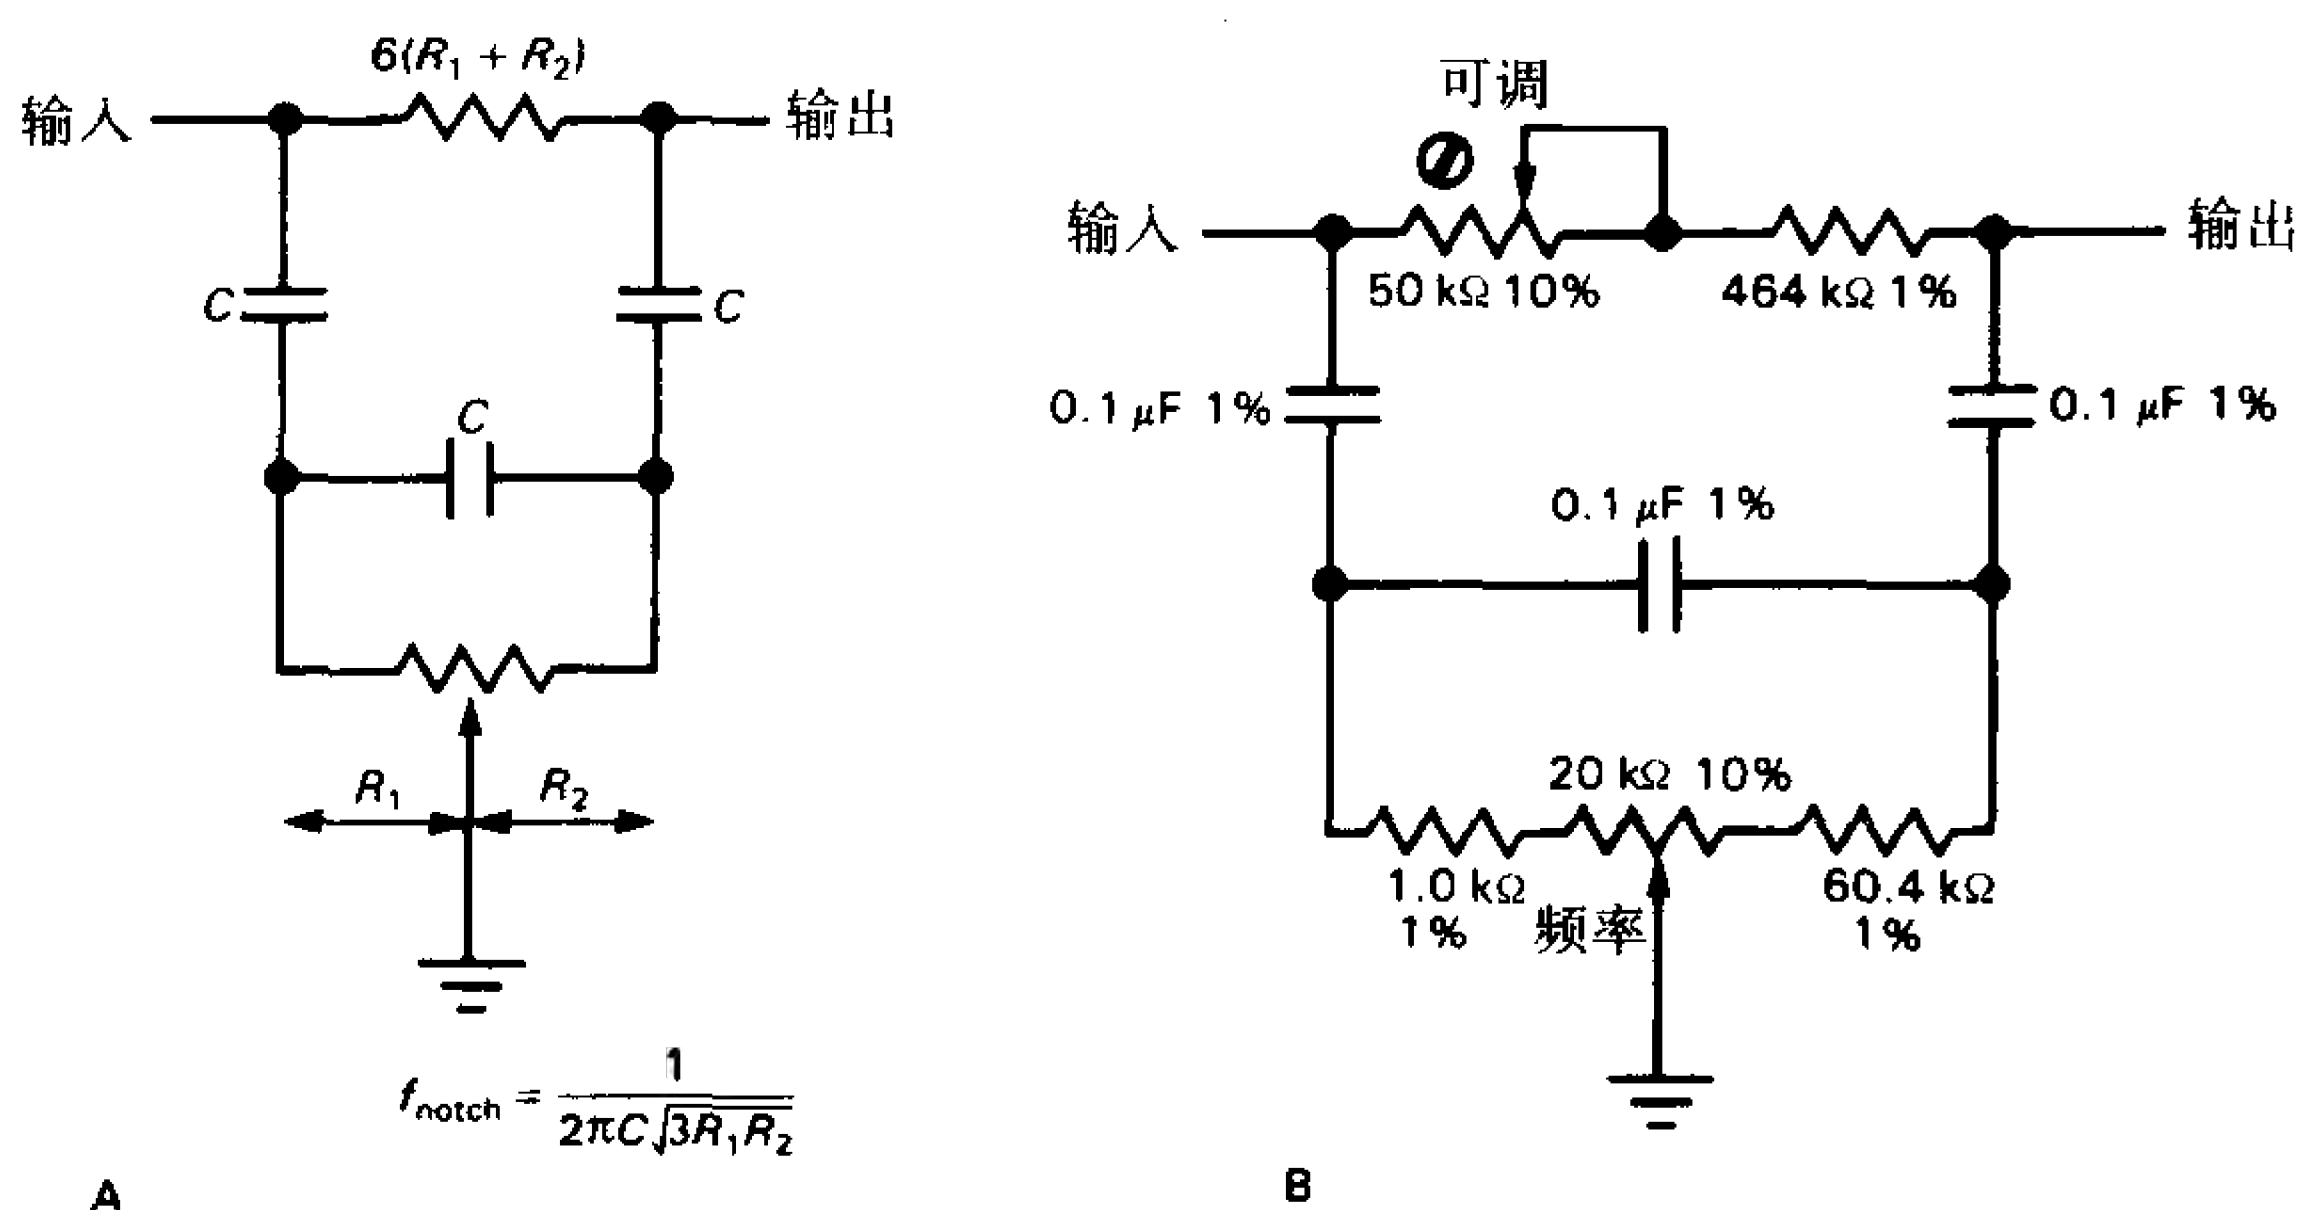 6(R₁ + R₂)
输入
输出
C
C
C
R₁
R₂
f_notch = 1 / (2πC√(3R₁R₂))
A
可调
输入
输出
50 kΩ 10%
464 kΩ 1%
0.1 μF 1%
0.1 μF 1%
0.1 μF 1%
20 kΩ 10%
1.0 kΩ
1%
频率
60.4 kΩ
1%
B